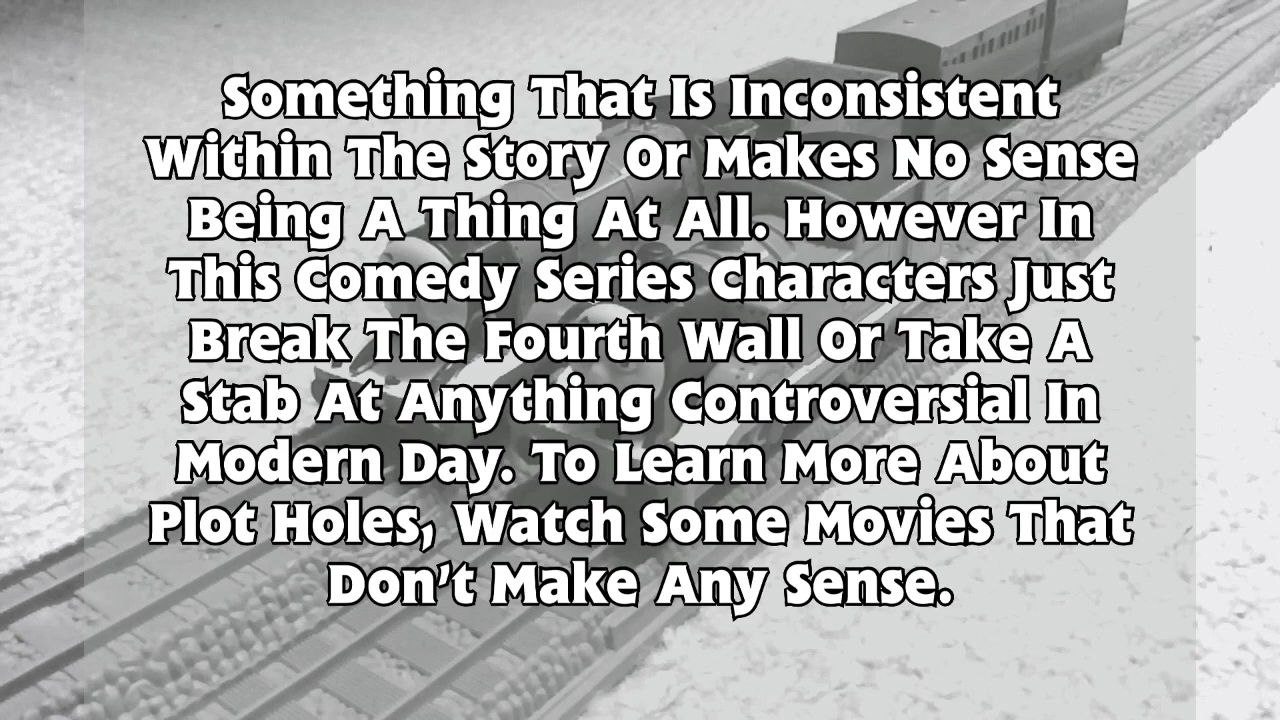 Something That Is Inconsistent
Within The Story Or Makes No Sense
Being A Thing At All. However In
This Comedy Series Characters Just
Break The Fourth Wall Or Take A
Stab At Anything Controversial In
Modern Day. To Learn More About
Plot Holes, Watch Some Movies That
Don't Make Any Sense.